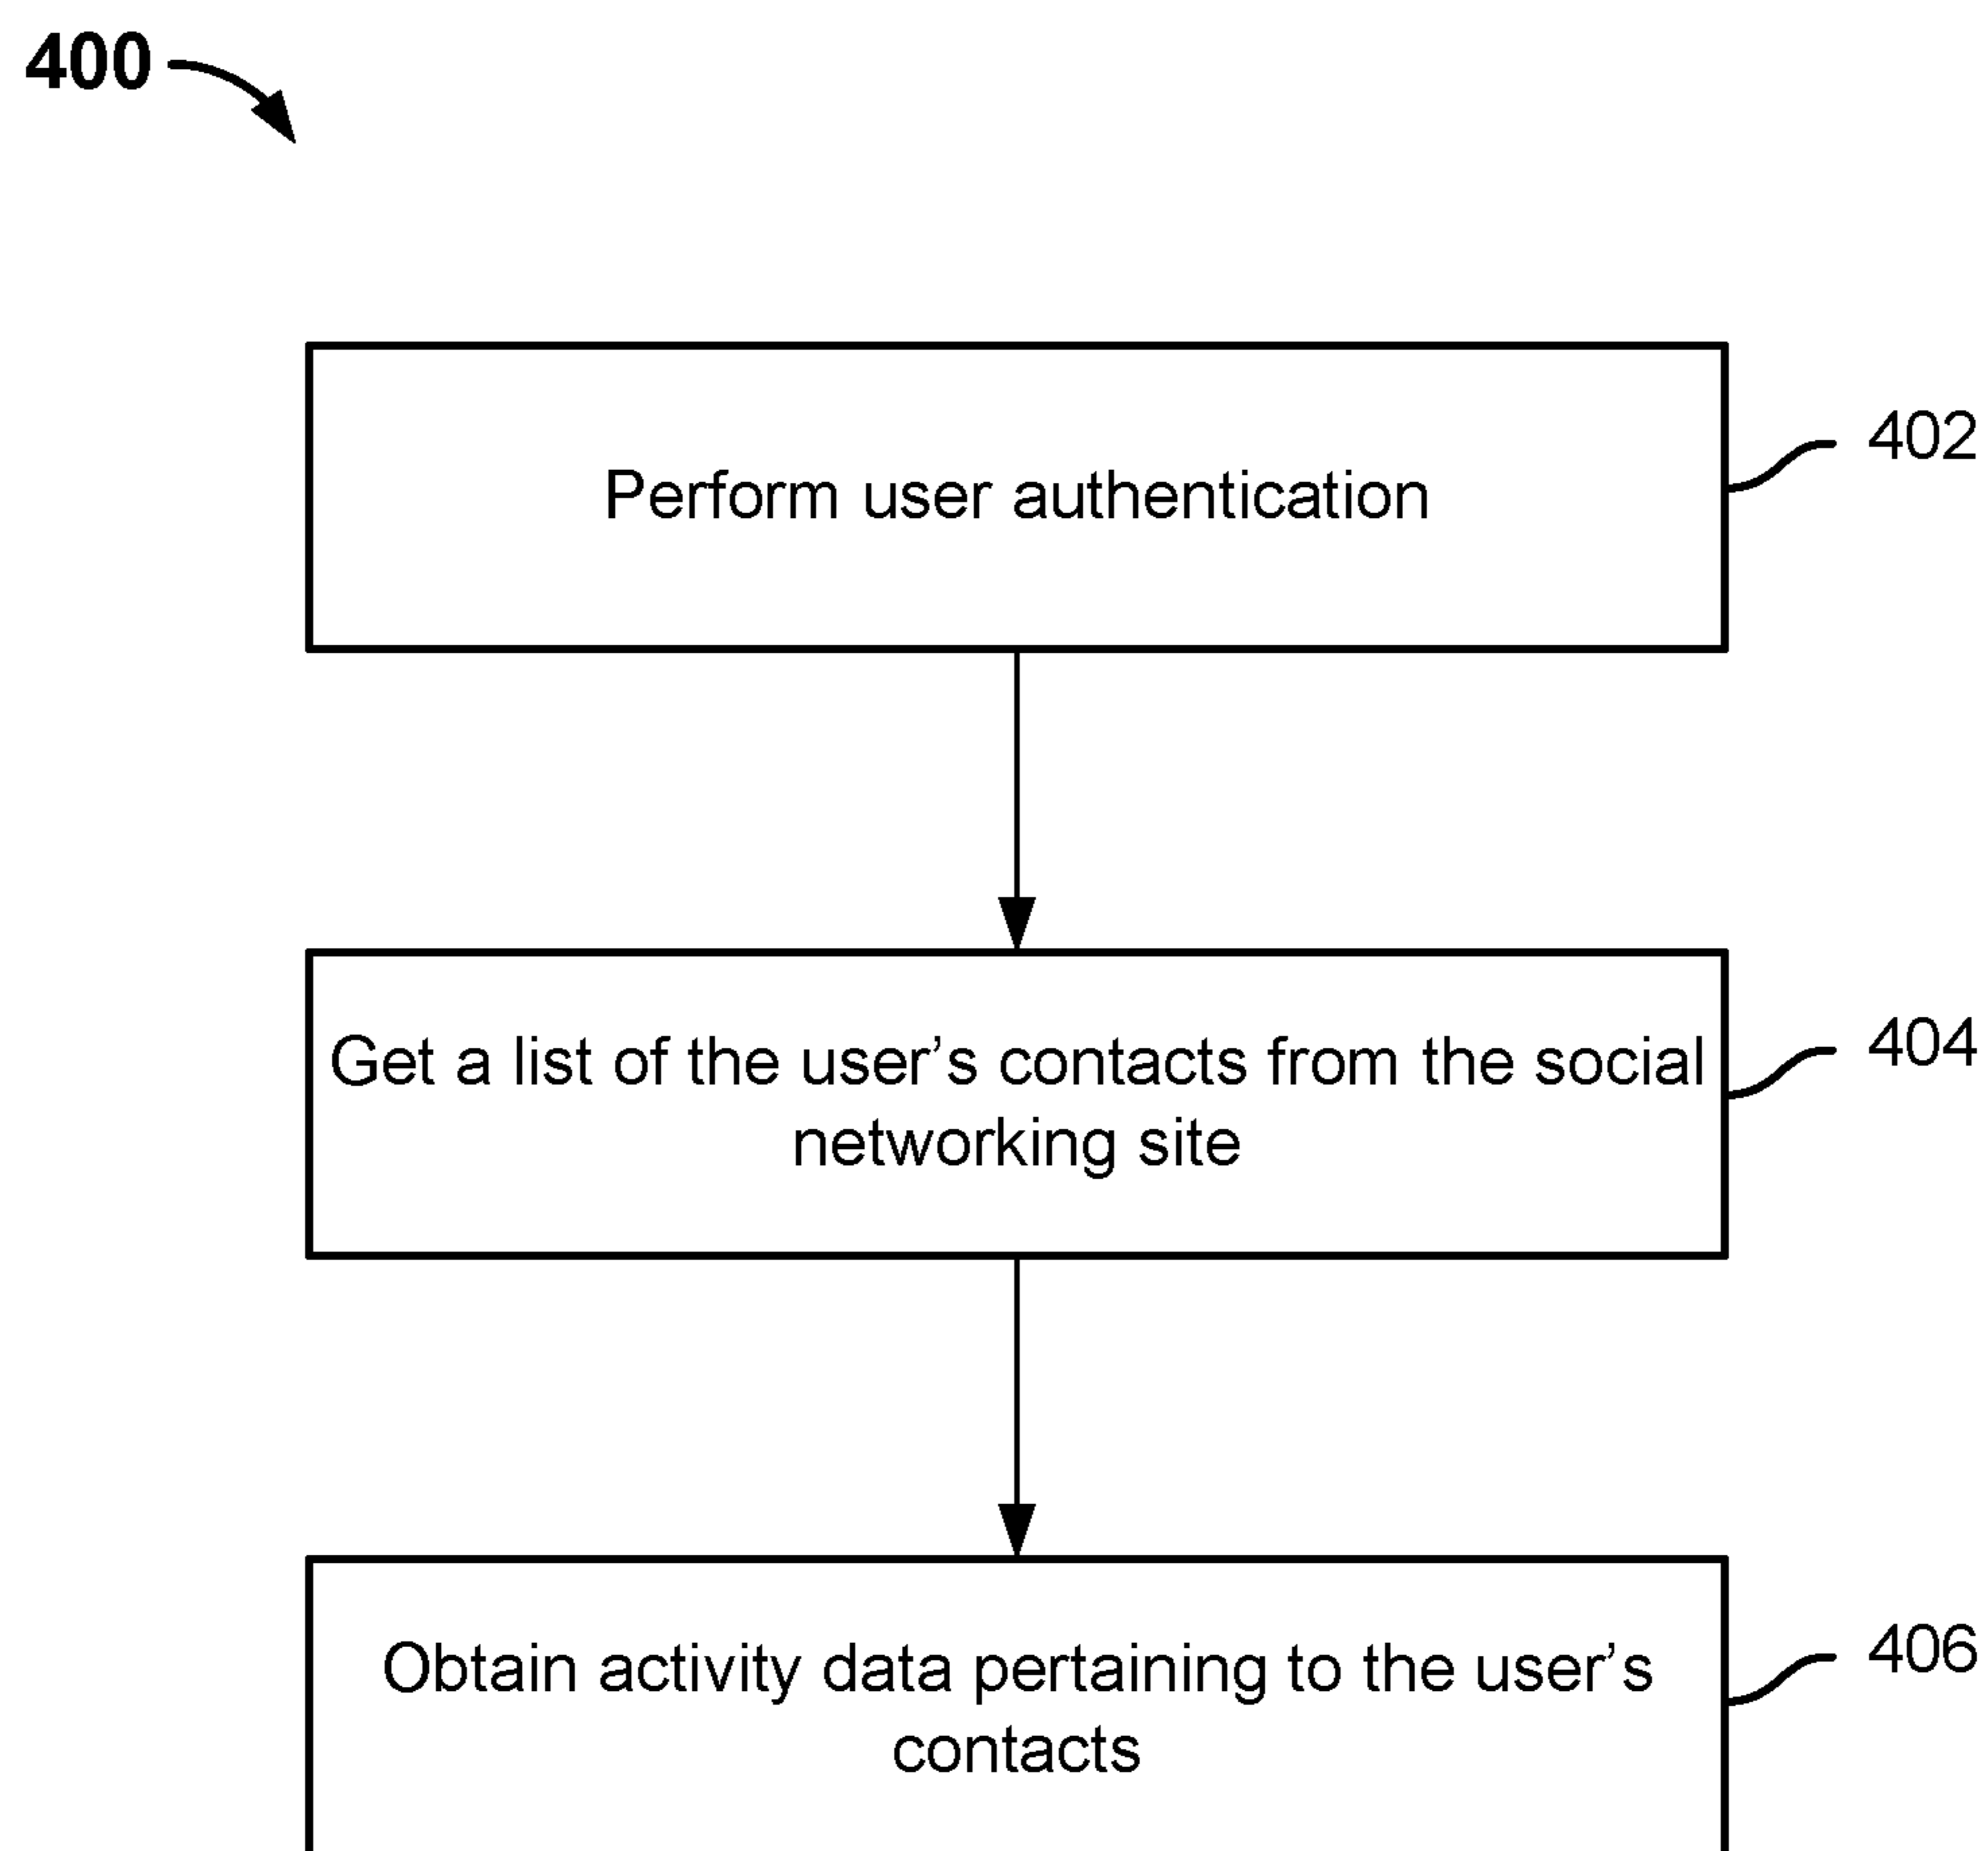 400
Perform user authentication
402
Get a list of the user’s contacts from the social
networking site
404
Obtain activity data pertaining to the user’s
contacts
406